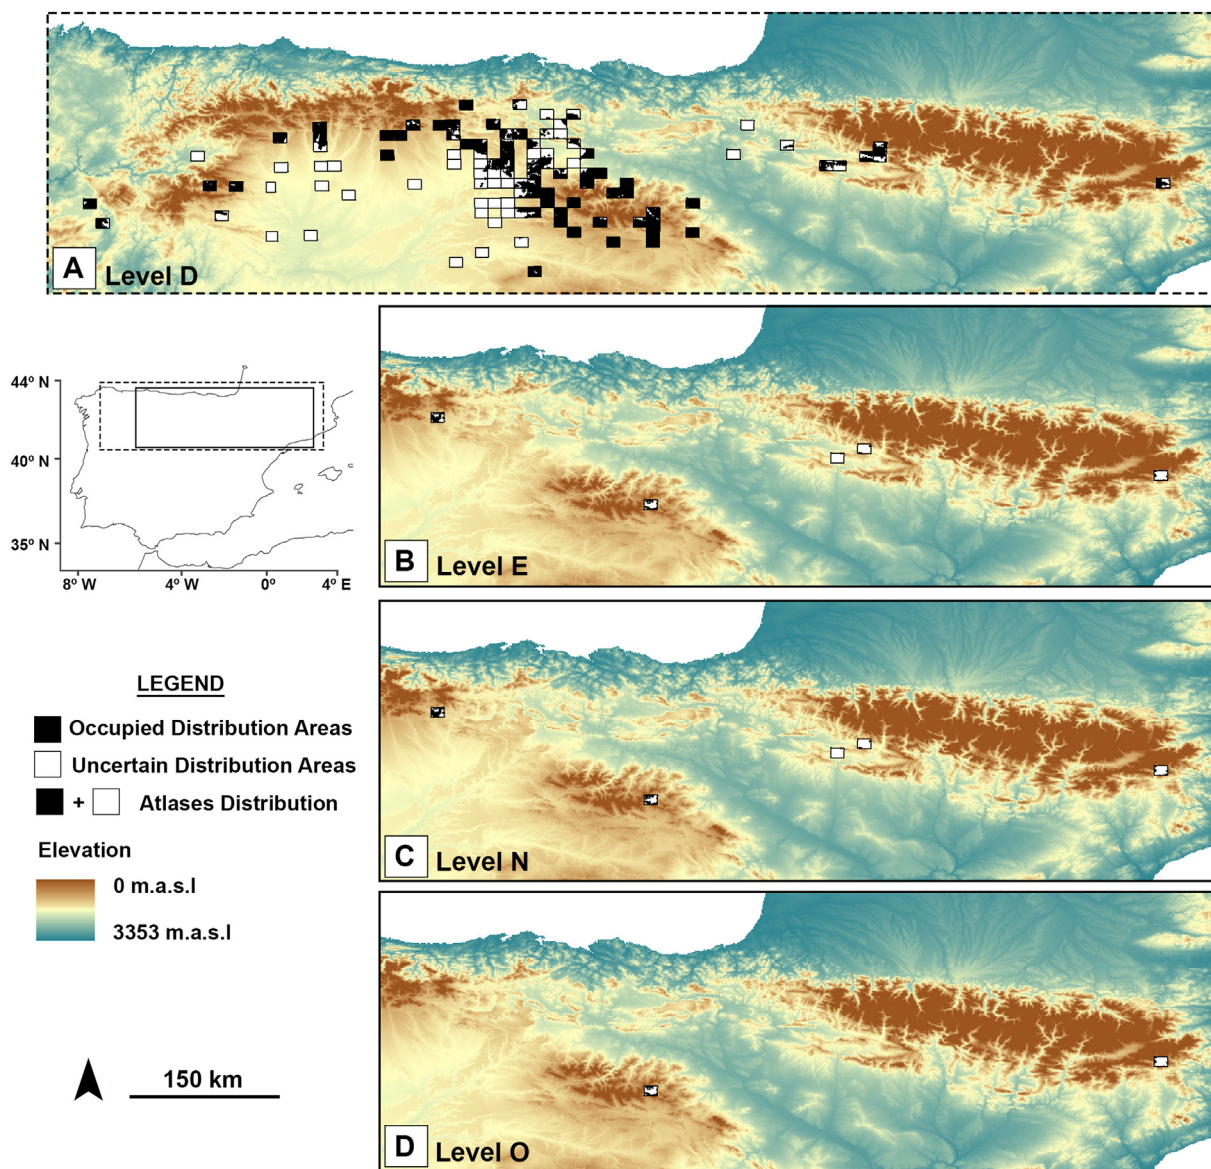 A Level D
44º N
40º N
35º N
8º W 4º W 0º 4º E
B Level E
C Level N
LEGEND
Occupied Distribution Areas
Uncertain Distribution Areas
+ Atlases Distribution
Elevation
0 m.a.s.l
3353 m.a.s.l
150 km
D Level O